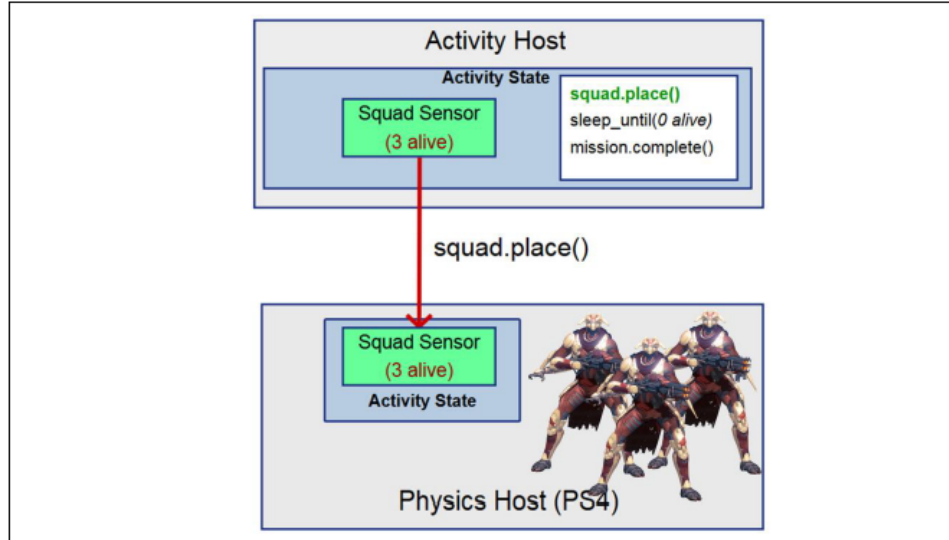 Activity Host
Activity State
Squad Sensor
(3 alive)
squad.place()
sleep_until(0 alive)
mission.complete()
squad.place()
Squad Sensor
(3 alive)
Activity State
Physics Host (PS4)